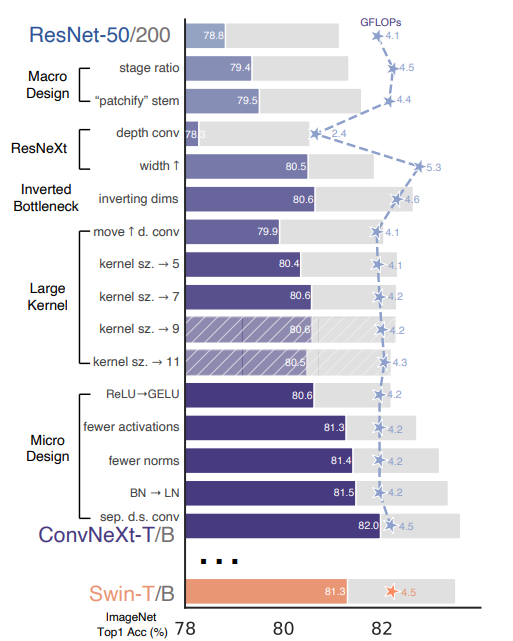 GFLOPs
ResNet-50/200 78.8 4.1
Macro Design
stage ratio 79.4 4.5
"patchify" stem 79.5 4.4
ResNeXt
depth conv 78.3 2.4
width ↑ 80.5 5.3
Inverted Bottleneck
inverting dims 80.6 4.6
Large Kernel
move ↑ d. conv 79.9 4.1
kernel sz. → 5 80.4 4.1
kernel sz. → 7 80.6 4.2
kernel sz. → 9 80.6 4.2
kernel sz. → 11 80.5 4.3
Micro Design
ReLU→GELU 80.6 4.2
fewer activations 81.3 4.2
fewer norms 81.4 4.2
BN → LN 81.5 4.2
sep. d.s. conv 82.0 4.5
ConvNeXt-T/B
...
Swin-T/B 81.3 4.5
ImageNet
Top1 Acc (%) 78 80 82